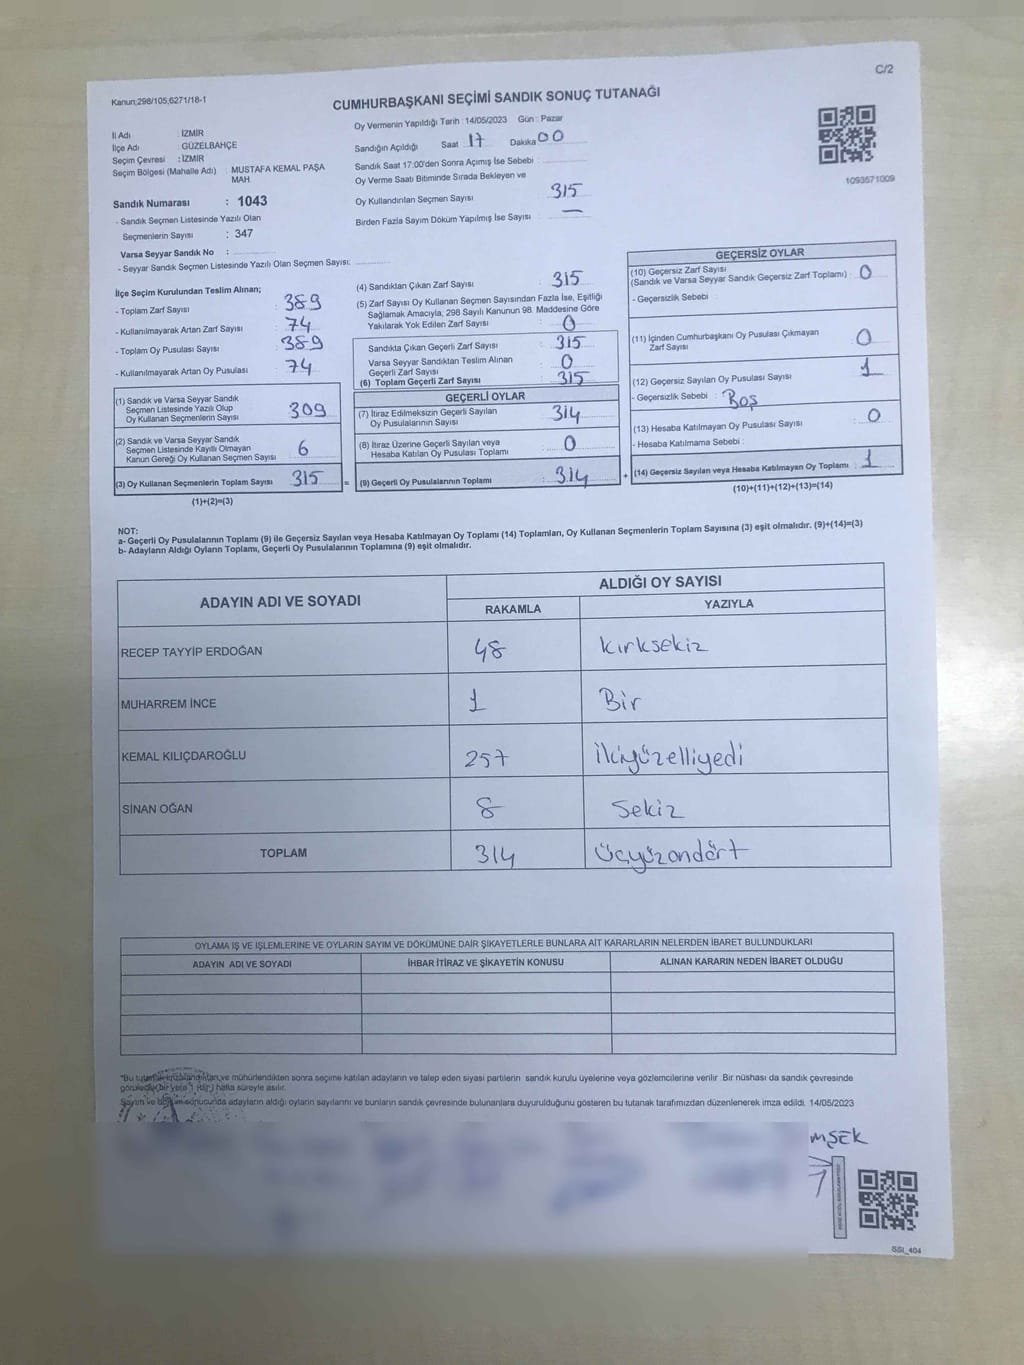 C/2
Kanun;298/105;6271/18-1
CUMHURBAŞKANI SEÇİMİ SANDIK SONUÇ TUTANAĞI
İl Adı : İZMİR
İlçe Adı : GÜZELBAHÇE
Seçim Çevresi : İZMİR
Seçim Bölgesi (Mahalle Adı) : MUSTAFA KEMAL PAŞA
MAH.
Sandık Numarası : 1043
- Sandık Seçmen Listesinde Yazılı Olan
Seçmenlerin Sayısı : 347
Varsa Seyyar Sandık No :
- Seyyar Sandık Seçmen Listesinde Yazılı Olan Seçmen Sayısı:
Oy Vermenin Yapıldığı Tarih : 14/05/2023 Gün : Pazar
Sandığın Açıldığı Saat 17 Dakika 00
Sandık Saat 17:00'den Sonra Açımış İse Sebebi :
Oy Verme Saati Bitiminde Sırada Bekleyen ve
Oy Kullandırılan Seçmen Sayısı : 315
Birden Fazla Sayım Döküm Yapılmış İse Sayısı : —
1093571009
İlçe Seçim Kurulundan Teslim Alınan;
- Toplam Zarf Sayısı : 389
- Kullanılmayarak Artan Zarf Sayısı : 74
- Toplam Oy Pusulası Sayısı : 389
- Kullanılmayarak Artan Oy Pusulası : 74
(1) Sandık ve Varsa Seyyar Sandık
Seçmen Listesinde Yazılı Olup
Oy Kullanan Seçmenlerin Sayısı : 309
(2) Sandık ve Varsa Seyyar Sandık
Seçmen Listesinde Kayıtlı Olmayan
Kanun Gereği Oy Kullanan Seçmen Sayısı : 6
(3) Oy Kullanan Seçmenlerin Toplam Sayısı 315
(1)+(2)=(3)
(4) Sandıktan Çıkan Zarf Sayısı : 315
(5) Zarf Sayısı Oy Kullanan Seçmen Sayısından Fazla İse, Eşitliği
Sağlamak Amacıyla, 298 Sayılı Kanunun 98. Maddesine Göre
Yakılarak Yok Edilen Zarf Sayısı : 0
Sandıkta Çıkan Geçerli Zarf Sayısı : 315
Varsa Seyyar Sandıktan Teslim Alınan
Geçerli Zarf Sayısı : 0
(6) Toplam Geçerli Zarf Sayısı : 315
=
GEÇERLİ OYLAR
(7) İtiraz Edilmeksizin Geçerli Sayılan
Oy Pusulalarının Sayısı : 314
(8) İtiraz Üzerine Geçerli Sayılan veya
Hesaba Katılan Oy Pusulası Toplamı : 0
(9) Geçerli Oy Pusulalarının Toplamı : 314
+
GEÇERSİZ OYLAR
(10) Geçersiz Zarf Sayısı
(Sandık ve Varsa Seyyar Sandık Geçersiz Zarf Toplamı) : 0
- Geçersizlik Sebebi :
(11) İçinden Cumhurbaşkanı Oy Pusulası Çıkmayan
Zarf Sayısı : 0
(12) Geçersiz Sayılan Oy Pusulası Sayısı : 1
- Geçersizlik Sebebi : Boş
(13) Hesaba Katılmayan Oy Pusulası Sayısı : 0
- Hesaba Katılmama Sebebi :
(14) Geçersiz Sayılan veya Hesaba Katılmayan Oy Toplamı : 1
(10)+(11)+(12)+(13)=(14)
NOT:
a- Geçerli Oy Pusulalarının Toplamı (9) ile Geçersiz Sayılan veya Hesaba Katılmayan Oy Toplamı (14) Toplamları, Oy Kullanan Seçmenlerin Toplam Sayısına (3) eşit olmalıdır. (9)+(14)=(3)
b- Adayların Aldığı Oyların Toplamı, Geçerli Oy Pusulalarının Toplamına (9) eşit olmalıdır.
ADAYIN ADI VE SOYADI ALDIĞI OY SAYISI
RAKAMLA YAZIYLA
RECEP TAYYİP ERDOĞAN 48 kırksekiz
MUHARREM İNCE 1 Bir
KEMAL KILIÇDAROĞLU 257 ikiyüzelliyedi
SİNAN OĞAN 8 Sekiz
TOPLAM 314 Üçyüzondört
OYLAMA İŞ VE İŞLEMLERİNE VE OYLARIN SAYIM VE DÖKÜMÜNE DAİR ŞİKAYETLERLE BUNLARA AİT KARARLARIN NELERDEN İBARET BULUNDUKLARI
ADAYIN ADI VE SOYADI İHBAR İTİRAZ VE ŞİKAYETİN KONUSU ALINAN KARARIN NEDEN İBARET OLDUĞU
"Bu tutanak imzalandıktan ve mühürlendikten sonra seçime katılan adayların ve talep eden siyasi partilerin sandık kurulu üyelerine veya gözlemcilerine verilir. Bir nüshası da sandık çevresinde
görülecek bir yere 1 (bir) hafta süreyle asılır.
Sayım ve döküm sonucunda adayların aldığı oyların sayılarını ve bunların sandık çevresinde bulunanlara duyurulduğunu gösteren bu tutanak tarafımızdan düzenlenerek imza edildi. 14/05/2023
MŞEK
SSI_404